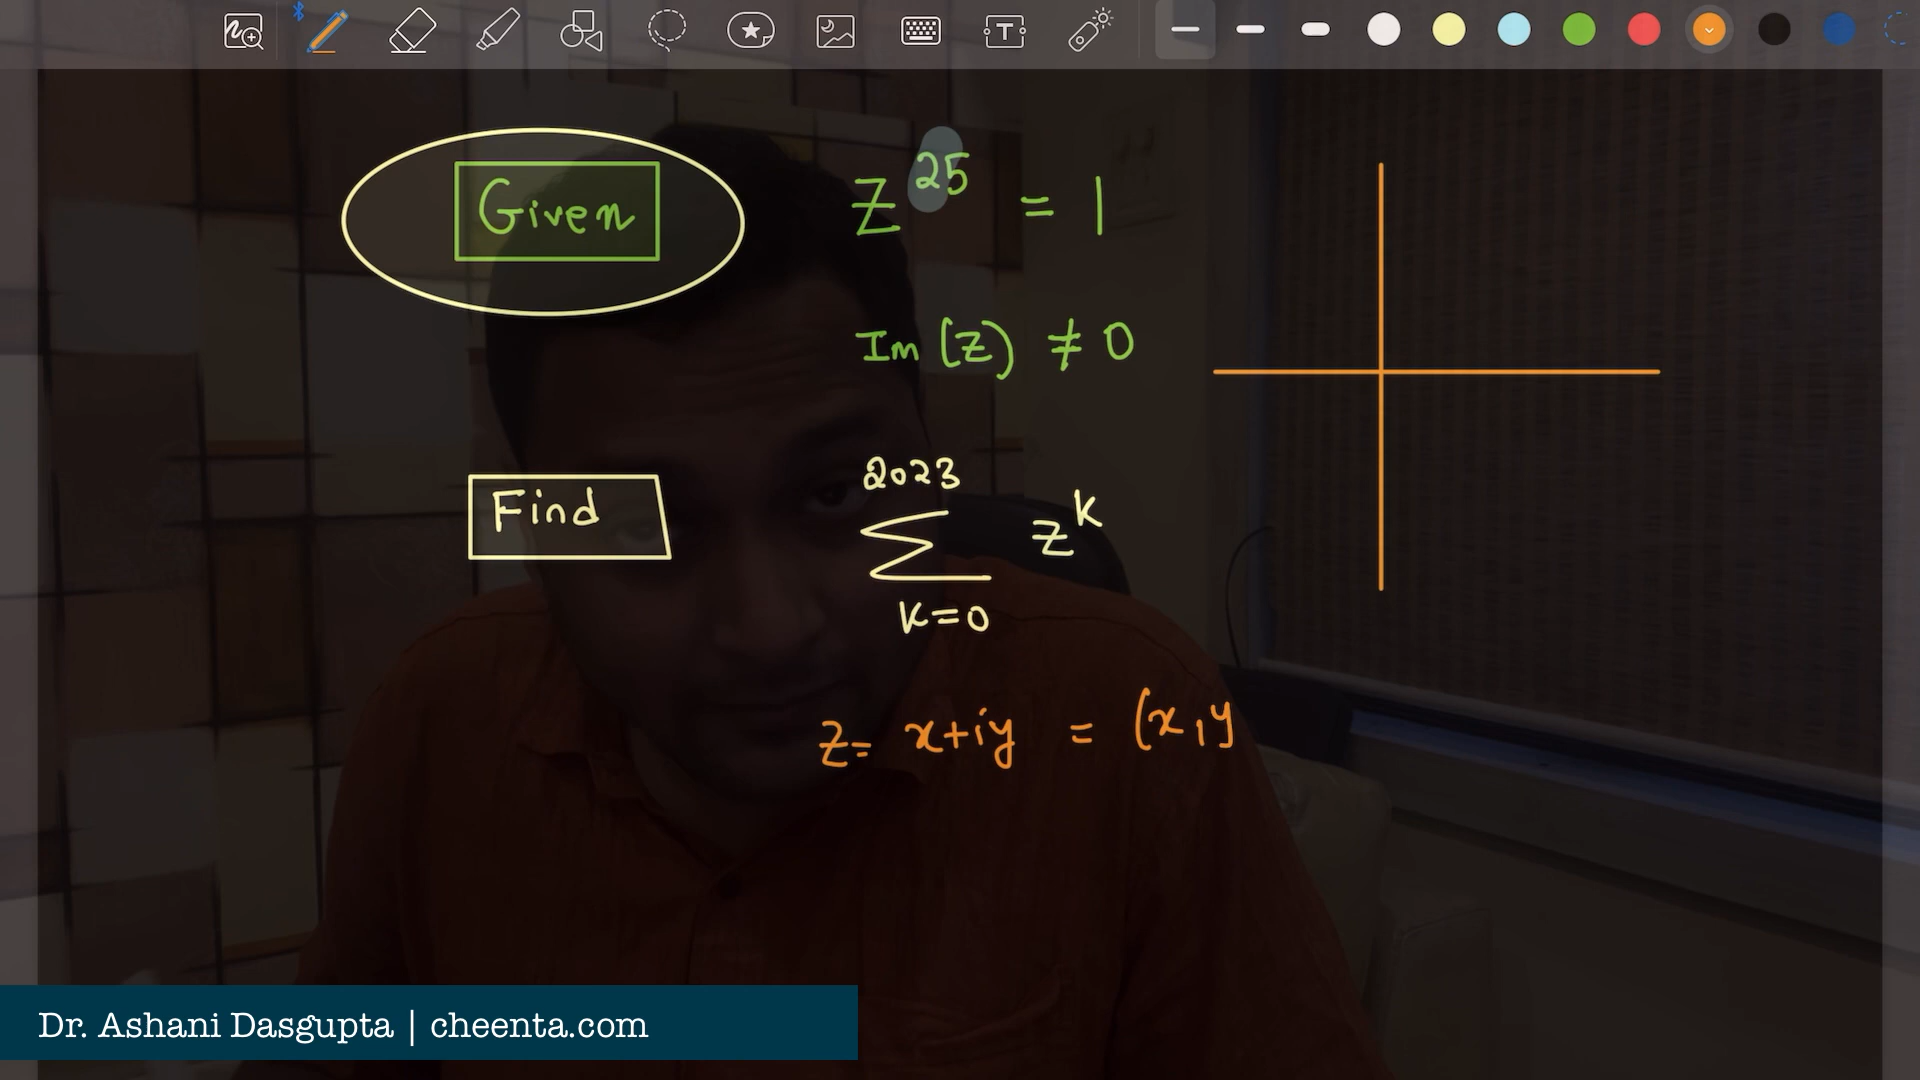 Given
z^25 = 1
Im (z) ≠ 0
Find
2023
∑ z^k
k=0
z= x+iy = (x,y
Dr. Ashani Dasgupta | cheenta.com